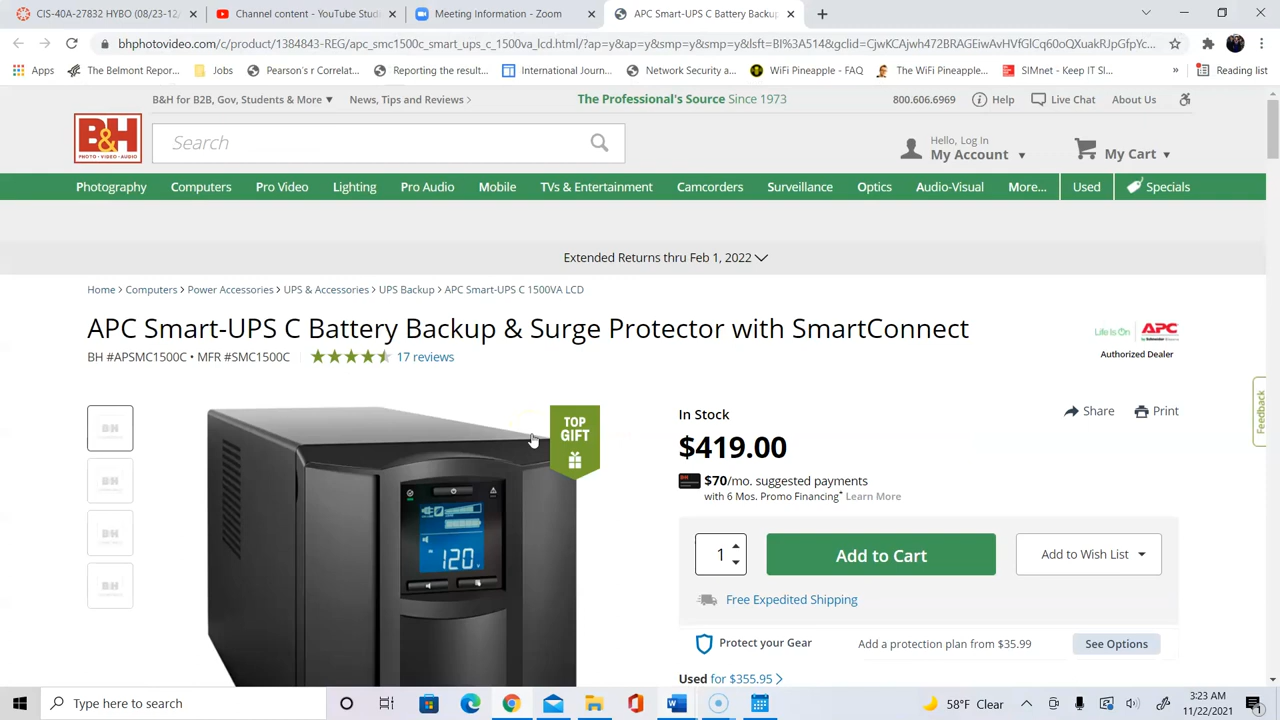 CIS-40A-27832 HYBO (08/23-12/
Channel content - YouTube Stud
Meeting Information - Zoom
APC Smart-UPS C Battery Backup
bhphotovideo.com/c/product/1384843-REG/apc_smc1500c_smart_ups_c_1500va_lcd.html/?ap=y&ap=y&smp=y&smp=y&lsft=BI%3A514&gclid=CjwKCAjwh472BRAGEiwAvHVfGlCq60oQXuakRJpGfpYc...
Apps
The Belmont Repor...
Jobs
Pearson's r Correlat...
Reporting the result...
International Journ...
Network Security a...
WiFi Pineapple - FAQ
The WiFi Pineapple...
SIMnet - Keep IT SI...
»
Reading list
B&H for B2B, Gov, Students & More
News, Tips and Reviews >
The Professional's Source Since 1973
800.606.6969
Help
Live Chat
About Us
B&H
PHOTO · VIDEO · AUDIO
Search
Hello, Log In
My Account
My Cart
Photography
Computers
Pro Video
Lighting
Pro Audio
Mobile
TVs & Entertainment
Camcorders
Surveillance
Optics
Audio-Visual
More...
Used
Specials
Extended Returns thru Feb 1, 2022
Home > Computers > Power Accessories > UPS & Accessories > UPS Backup > APC Smart-UPS C 1500VA LCD
APC Smart-UPS C Battery Backup & Surge Protector with SmartConnect
Life Is On
APC
by Schneider Electric
BH #APSMC1500C • MFR #SMC1500C
17 reviews
Authorized Dealer
TOP
GIFT
120 V
In Stock
Share
Print
$419.00
$70/mo. suggested payments
with 6 Mos. Promo Financing* Learn More
1
Add to Cart
Add to Wish List
Free Expedited Shipping
Protect your Gear
Add a protection plan from $35.99
See Options
Used for $355.95 >
Feedback
Type here to search
58°F Clear
3:23 AM
11/22/2021
1